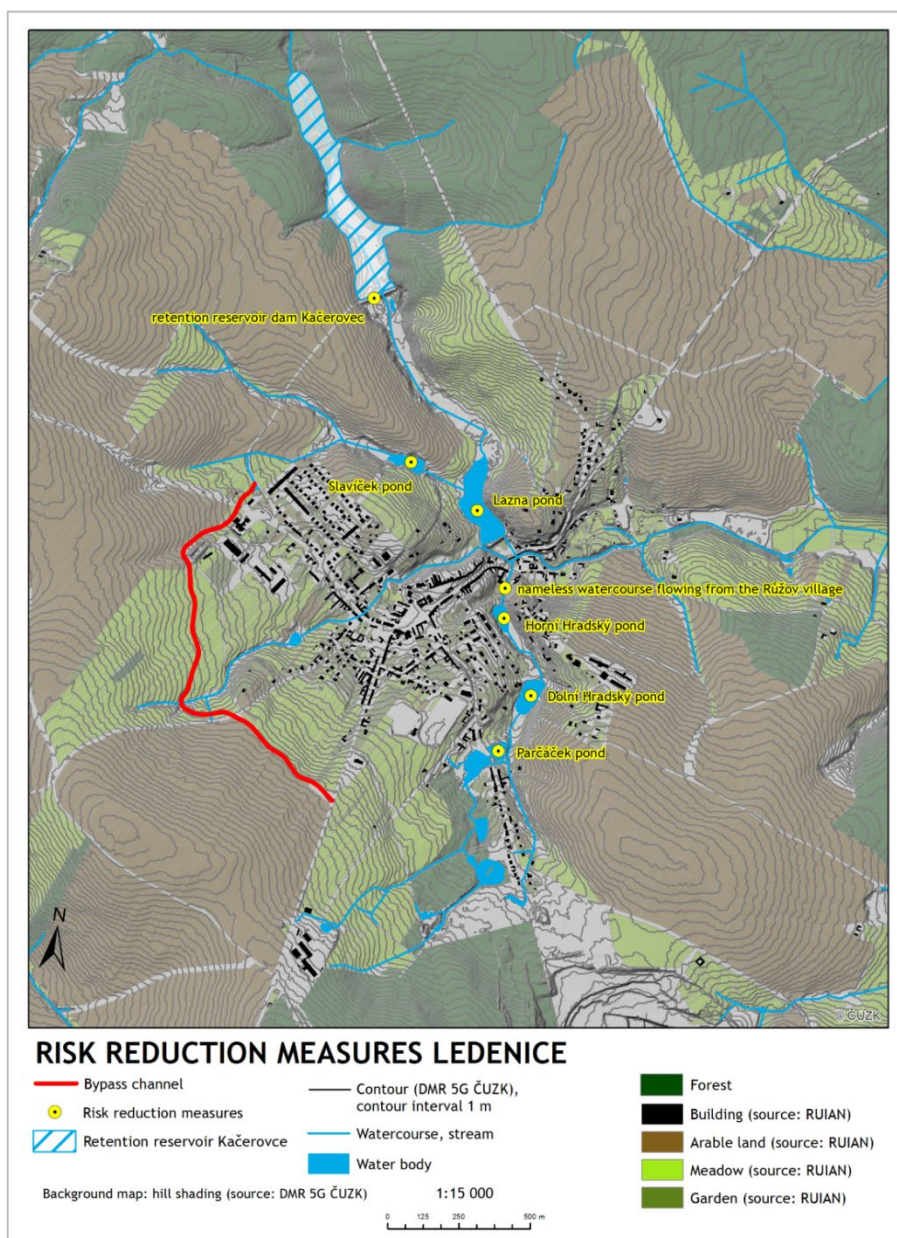 retention reservoir dam Kačerovec
Slavíček pond
Lazna pond
nameless watercourse flowing from the Růžov village
Horní Hradský pond
Dolní Hradský pond
Parčáček pond
N
© ČÚZK
RISK REDUCTION MEASURES LEDENICE
Bypass channel
Risk reduction measures
Retention reservoir Kačerovce
Contour (DMR 5G ČUZK),
contour interval 1 m
Watercourse, stream
Water body
Forest
Building (source: RUIAN)
Arable land (source: RUIAN)
Meadow (source: RUIAN)
Garden (source: RUIAN)
Background map: hill shading (source: DMR 5G ČUZK)
1:15 000
0 125 250 500 m